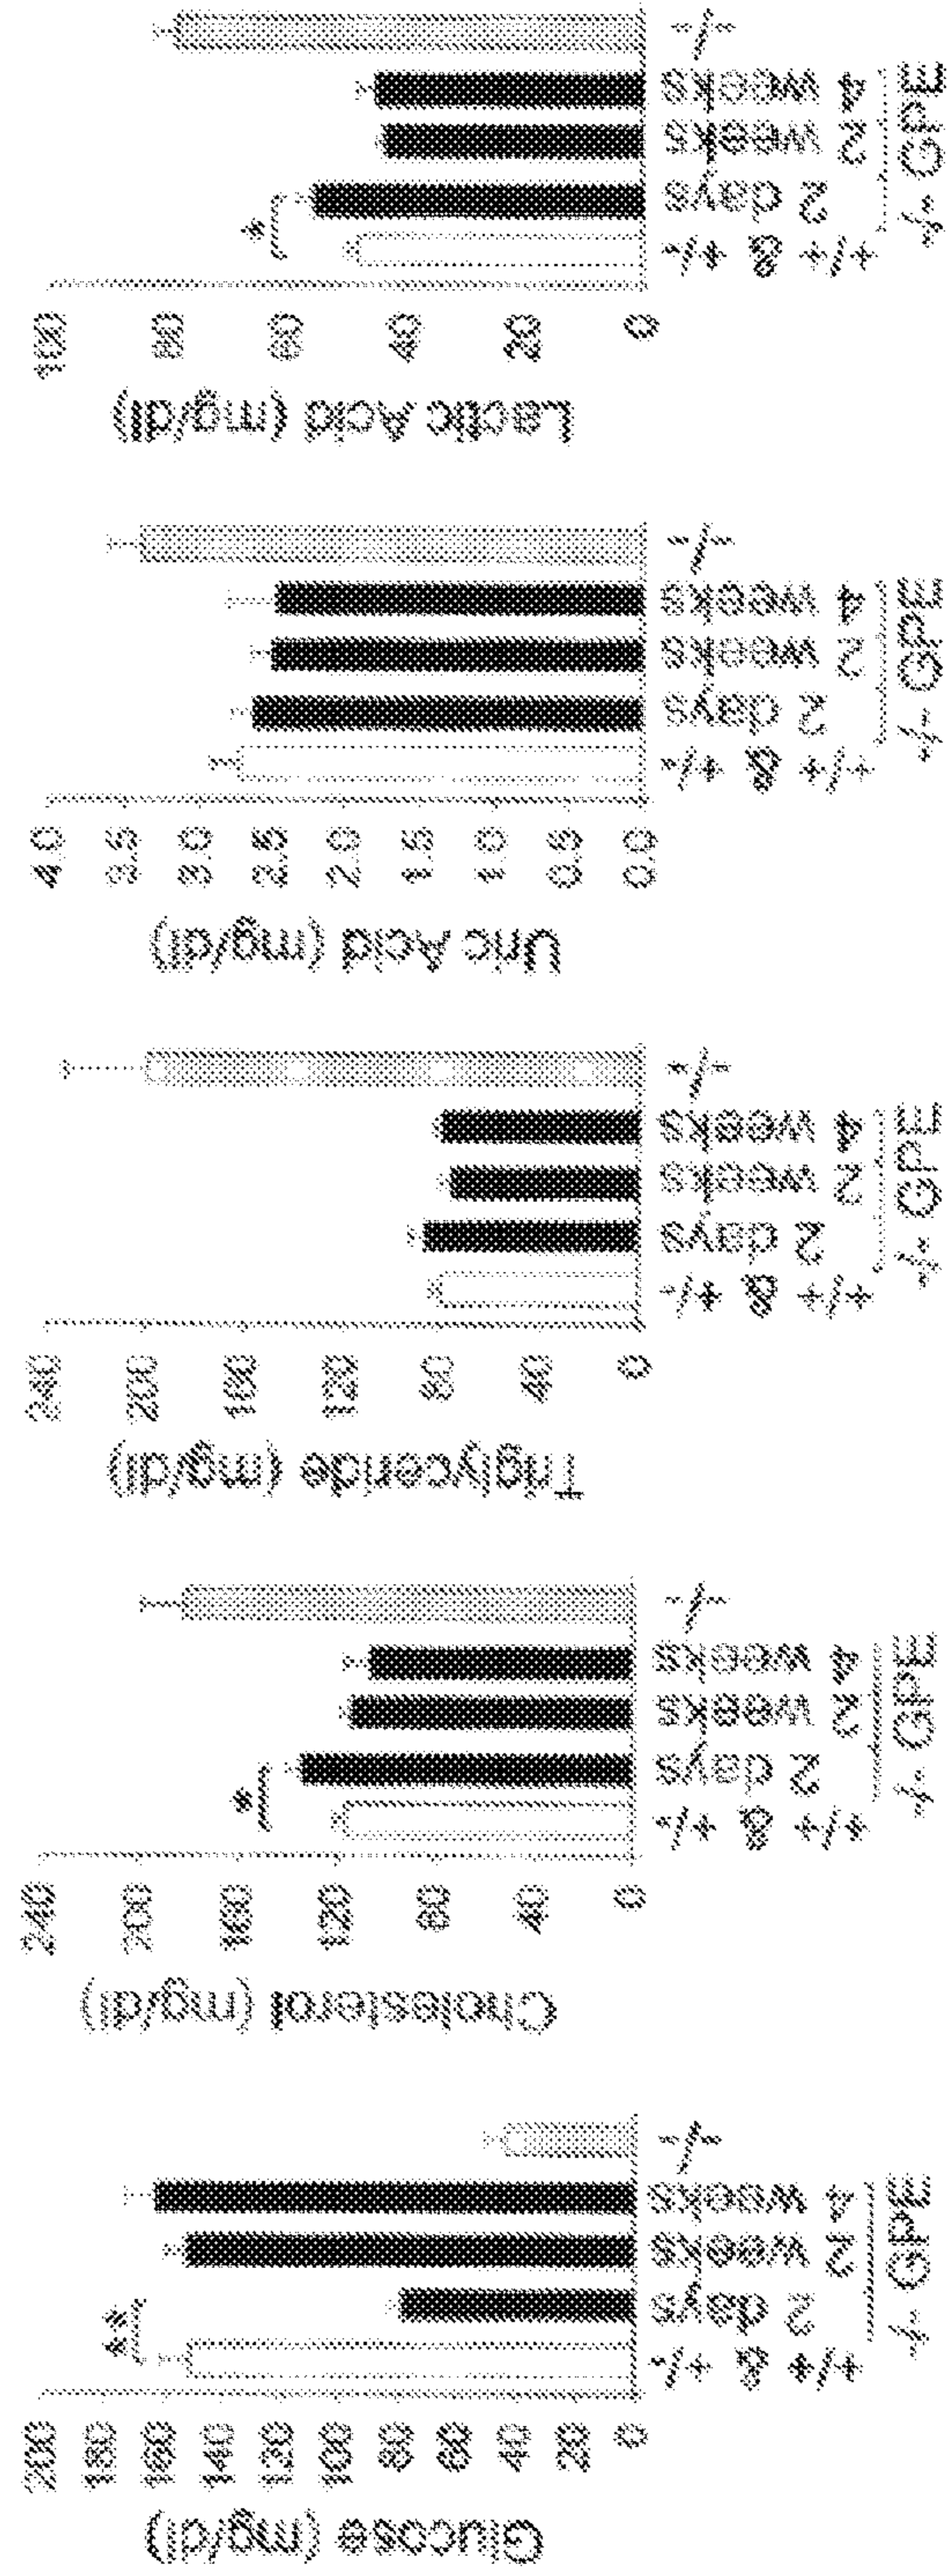 Glucose (mg/dl)
200
180
160
140
120
100
80
60
40
20
0
**
+/+ & +/-
2 days
2 weeks
4 weeks
-/-
-/- GPE
Cholesterol (mg/dl)
240
200
160
120
80
40
0
*
+/+ & +/-
2 days
2 weeks
4 weeks
-/-
-/- GPE
Triglyceride (mg/dl)
240
200
160
120
80
40
0
+/+ & +/-
2 days
2 weeks
4 weeks
-/-
-/- GPE
Uric Acid (mg/dl)
4.0
3.5
3.0
2.5
2.0
1.5
1.0
0.5
0.0
+/+ & +/-
2 days
2 weeks
4 weeks
-/-
-/- GPE
Lactic Acid (mg/dl)
100
80
60
40
20
0
*
+/+ & +/-
2 days
2 weeks
4 weeks
-/-
-/- GPE